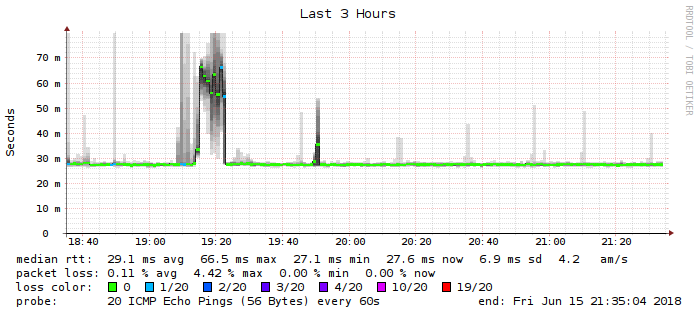 Last 3 Hours
RRDTOOL / TOBI OETIKER
Seconds
70 m
60 m
50 m
40 m
30 m
20 m
10 m
0
18:40 19:00 19:20 19:40 20:00 20:20 20:40 21:00 21:20
median rtt: 29.1 ms avg 66.5 ms max 27.1 ms min 27.6 ms now 6.9 ms sd 4.2 am/s
packet loss: 0.11 % avg 4.42 % max 0.00 % min 0.00 % now
loss color: 0 1/20 2/20 3/20 4/20 10/20 19/20
probe: 20 ICMP Echo Pings (56 Bytes) every 60s end: Fri Jun 15 21:35:04 2018